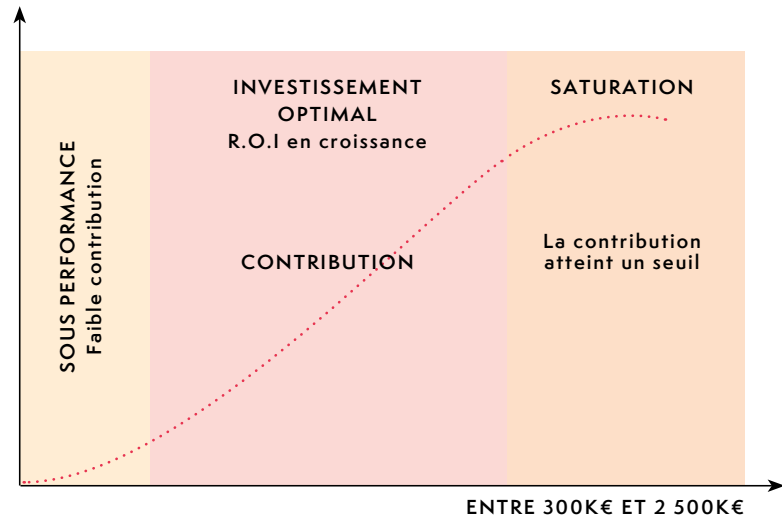 SOUS PERFORMANCE
Faible contribution
INVESTISSEMENT
OPTIMAL
R.O.I en croissance
CONTRIBUTION
SATURATION
La contribution
atteint un seuil
ENTRE 300K€ ET 2 500K€